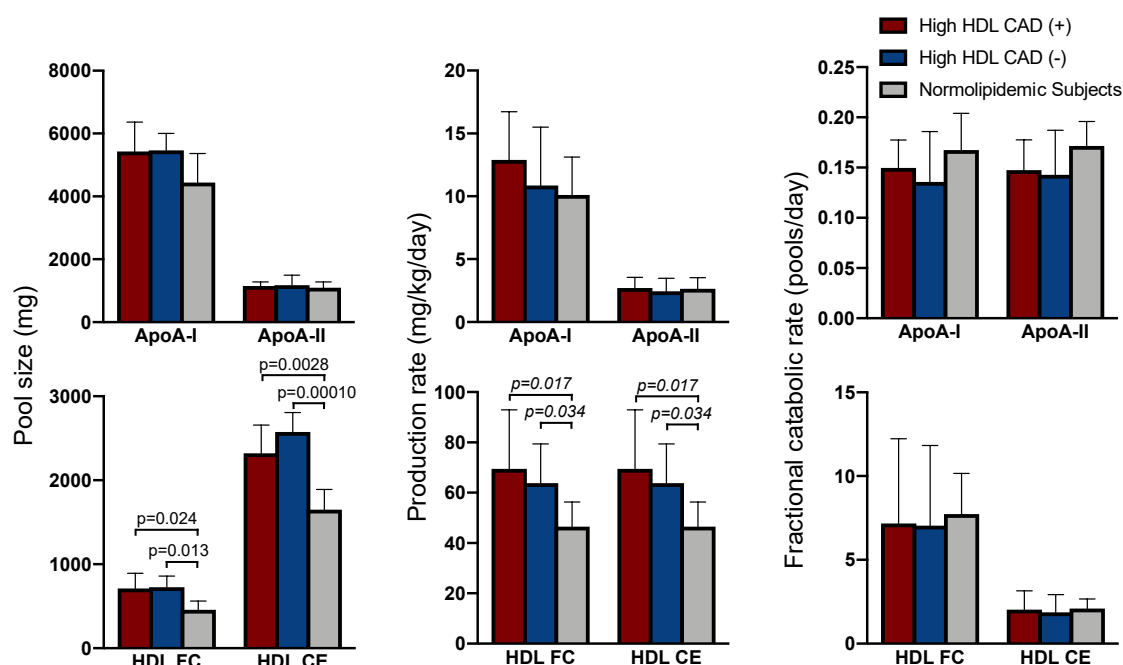 High HDL CAD (+)
High HDL CAD (-)
Normolipidemic Subjects
Pool size (mg)
8000
6000
4000
2000
0
ApoA-I
ApoA-II
3000
2000
1000
0
p=0.024
p=0.013
p=0.0028
p=0.00010
HDL FC
HDL CE
Production rate (mg/kg/day)
20
15
10
5
0
ApoA-I
ApoA-II
100
80
60
40
20
0
p=0.017
p=0.034
p=0.017
p=0.034
HDL FC
HDL CE
Fractional catabolic rate (pools/day)
0.25
0.20
0.15
0.10
0.05
0.00
ApoA-I
ApoA-II
15
10
5
0
HDL FC
HDL CE